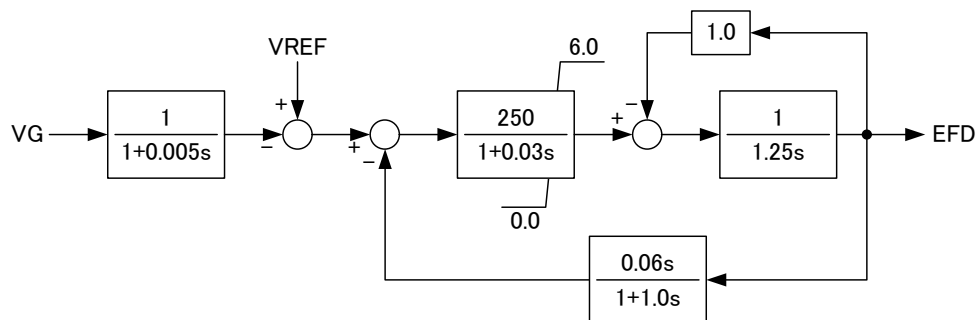 1.0
VREF
6.0
+
−
VG
1
1+0.005s
−
+
−
250
1+0.03s
+
1
1.25s
EFD
0.0
0.06s
1+1.0s